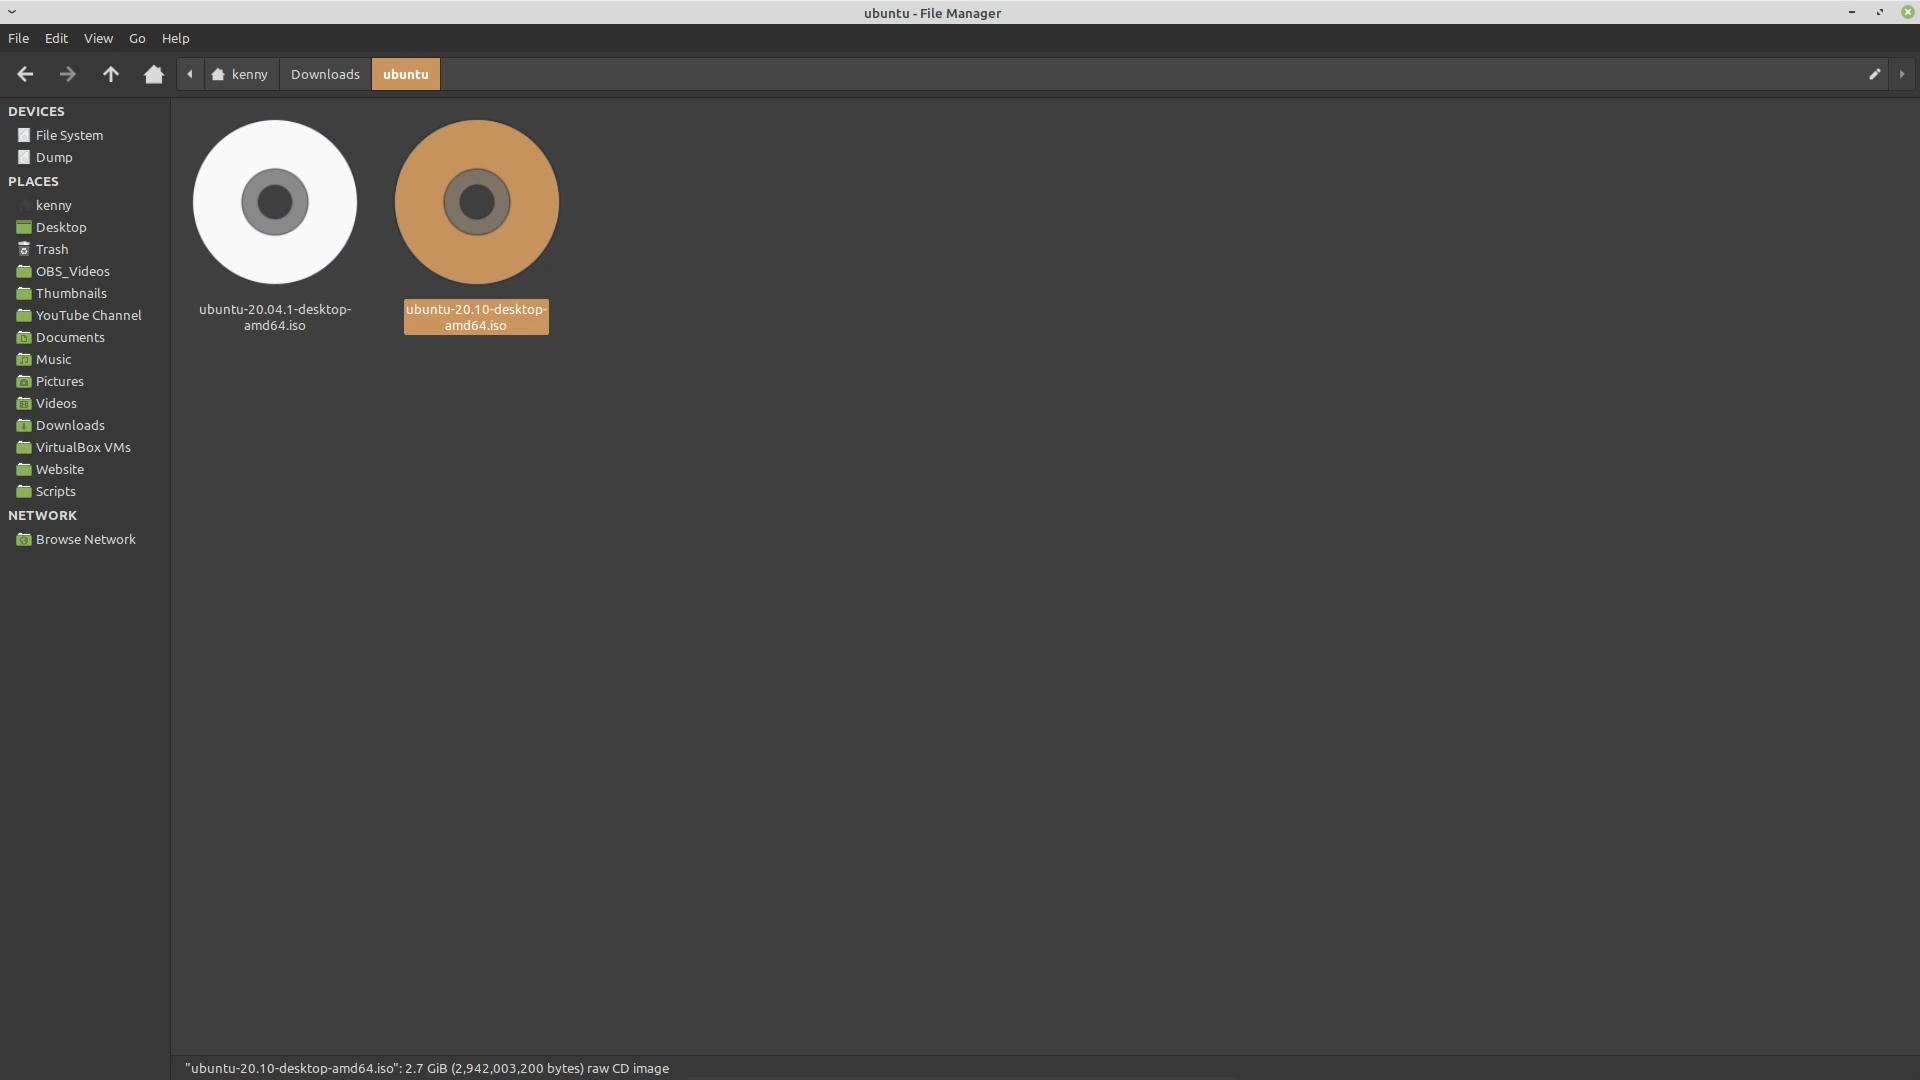 ubuntu - File Manager
File Edit View Go Help
kenny Downloads ubuntu
DEVICES
File System
Dump
PLACES
kenny
Desktop
Trash
OBS_Videos
Thumbnails
YouTube Channel
Documents
Music
Pictures
Videos
Downloads
VirtualBox VMs
Website
Scripts
NETWORK
Browse Network
ubuntu-20.04.1-desktop-
amd64.iso
ubuntu-20.10-desktop-
amd64.iso
"ubuntu-20.10-desktop-amd64.iso": 2.7 GiB (2,942,003,200 bytes) raw CD image